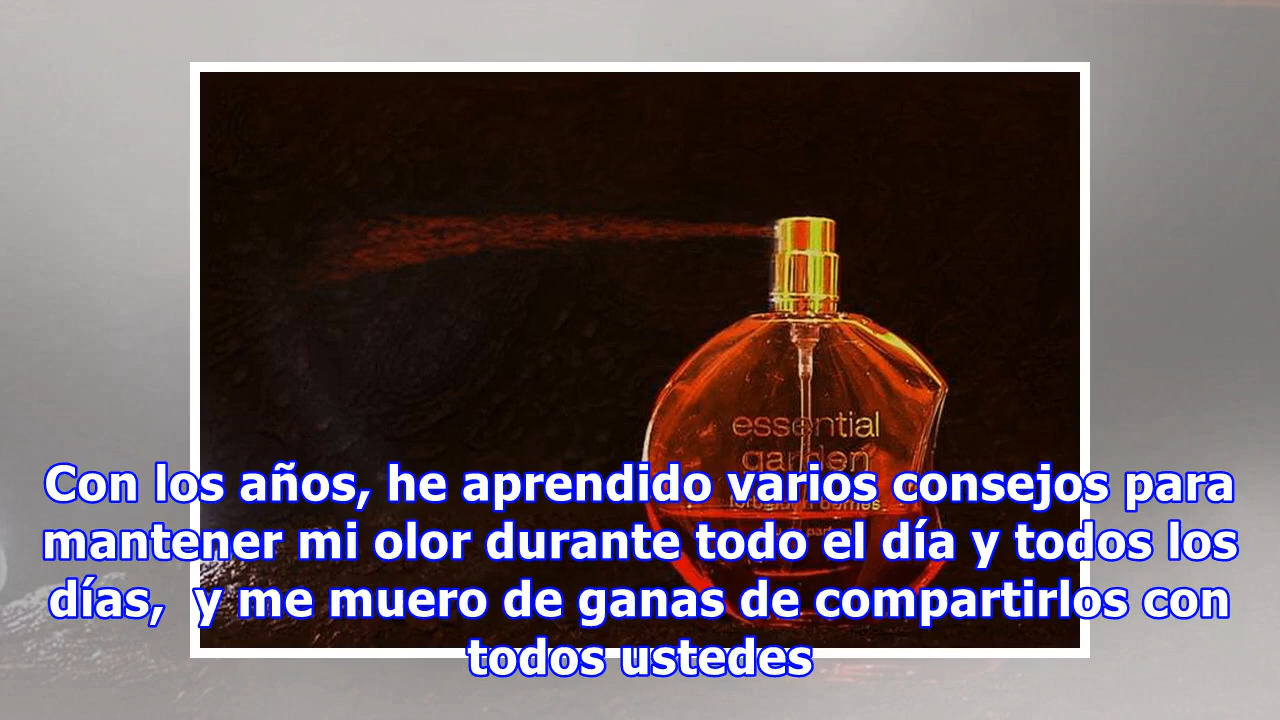 essential
garden
Con los años, he aprendido varios consejos para
mantener mi olor durante todo el día y todos los
días,  y me muero de ganas de compartirlos con
todos ustedes